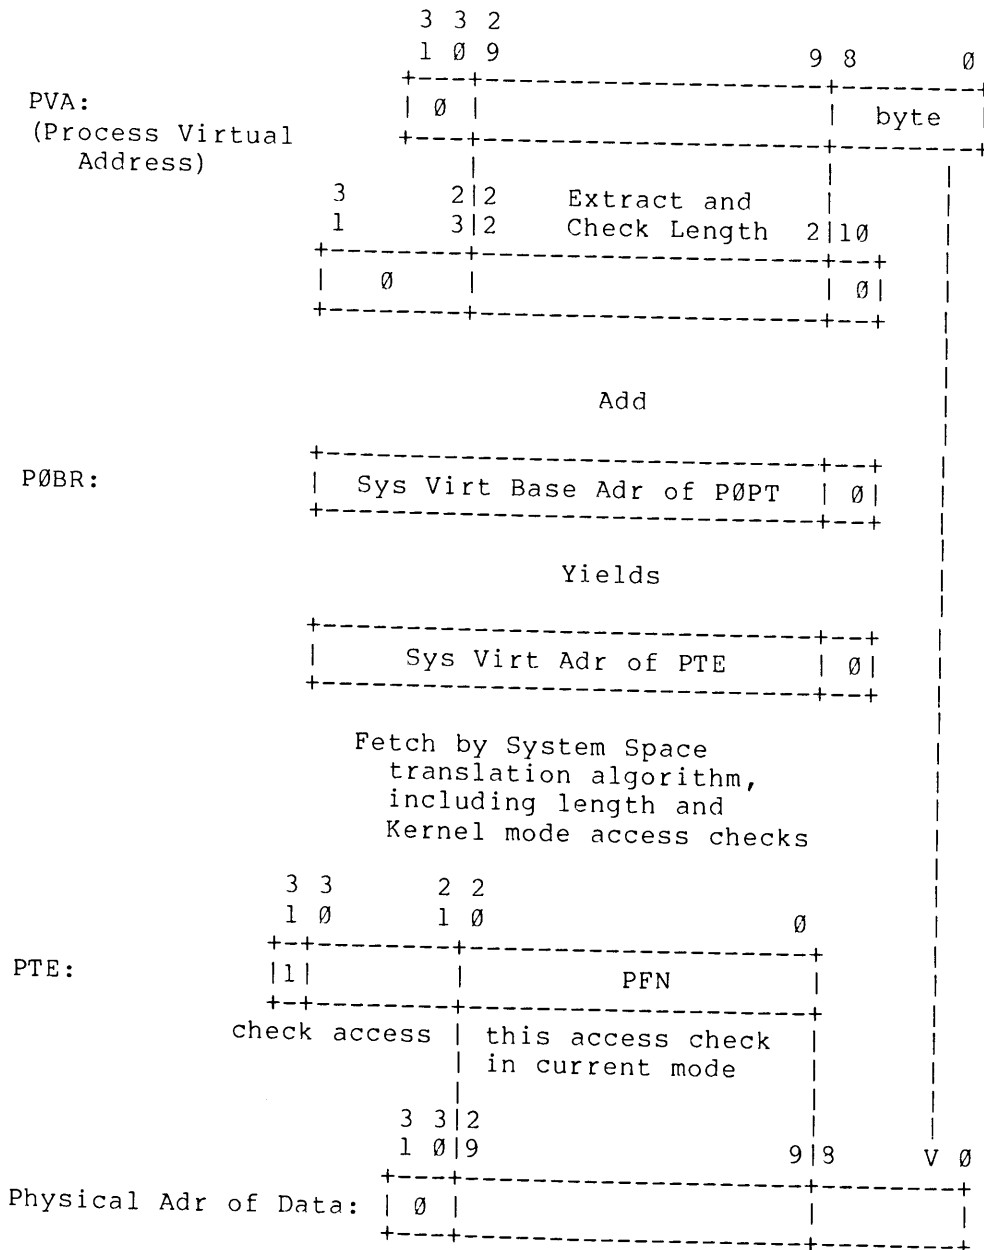 3 3 2
1 Ø 9 9 8 Ø
PVA: | Ø | | byte |
(Process Virtual
Address)
3 2|2 Extract and
1 3|2 Check Length 2|1Ø
| Ø | | Ø|
Add
PØBR: | Sys Virt Base Adr of PØPT | Ø|
Yields
| Sys Virt Adr of PTE | Ø|
Fetch by System Space
translation algorithm,
including length and
Kernel mode access checks
3 3 2 2
1 Ø 1 Ø Ø
PTE: |1| | PFN |
check access | this access check |
| in current mode |
3 3|2
1 Ø|9 9|8 V Ø
Physical Adr of Data: | Ø | | |